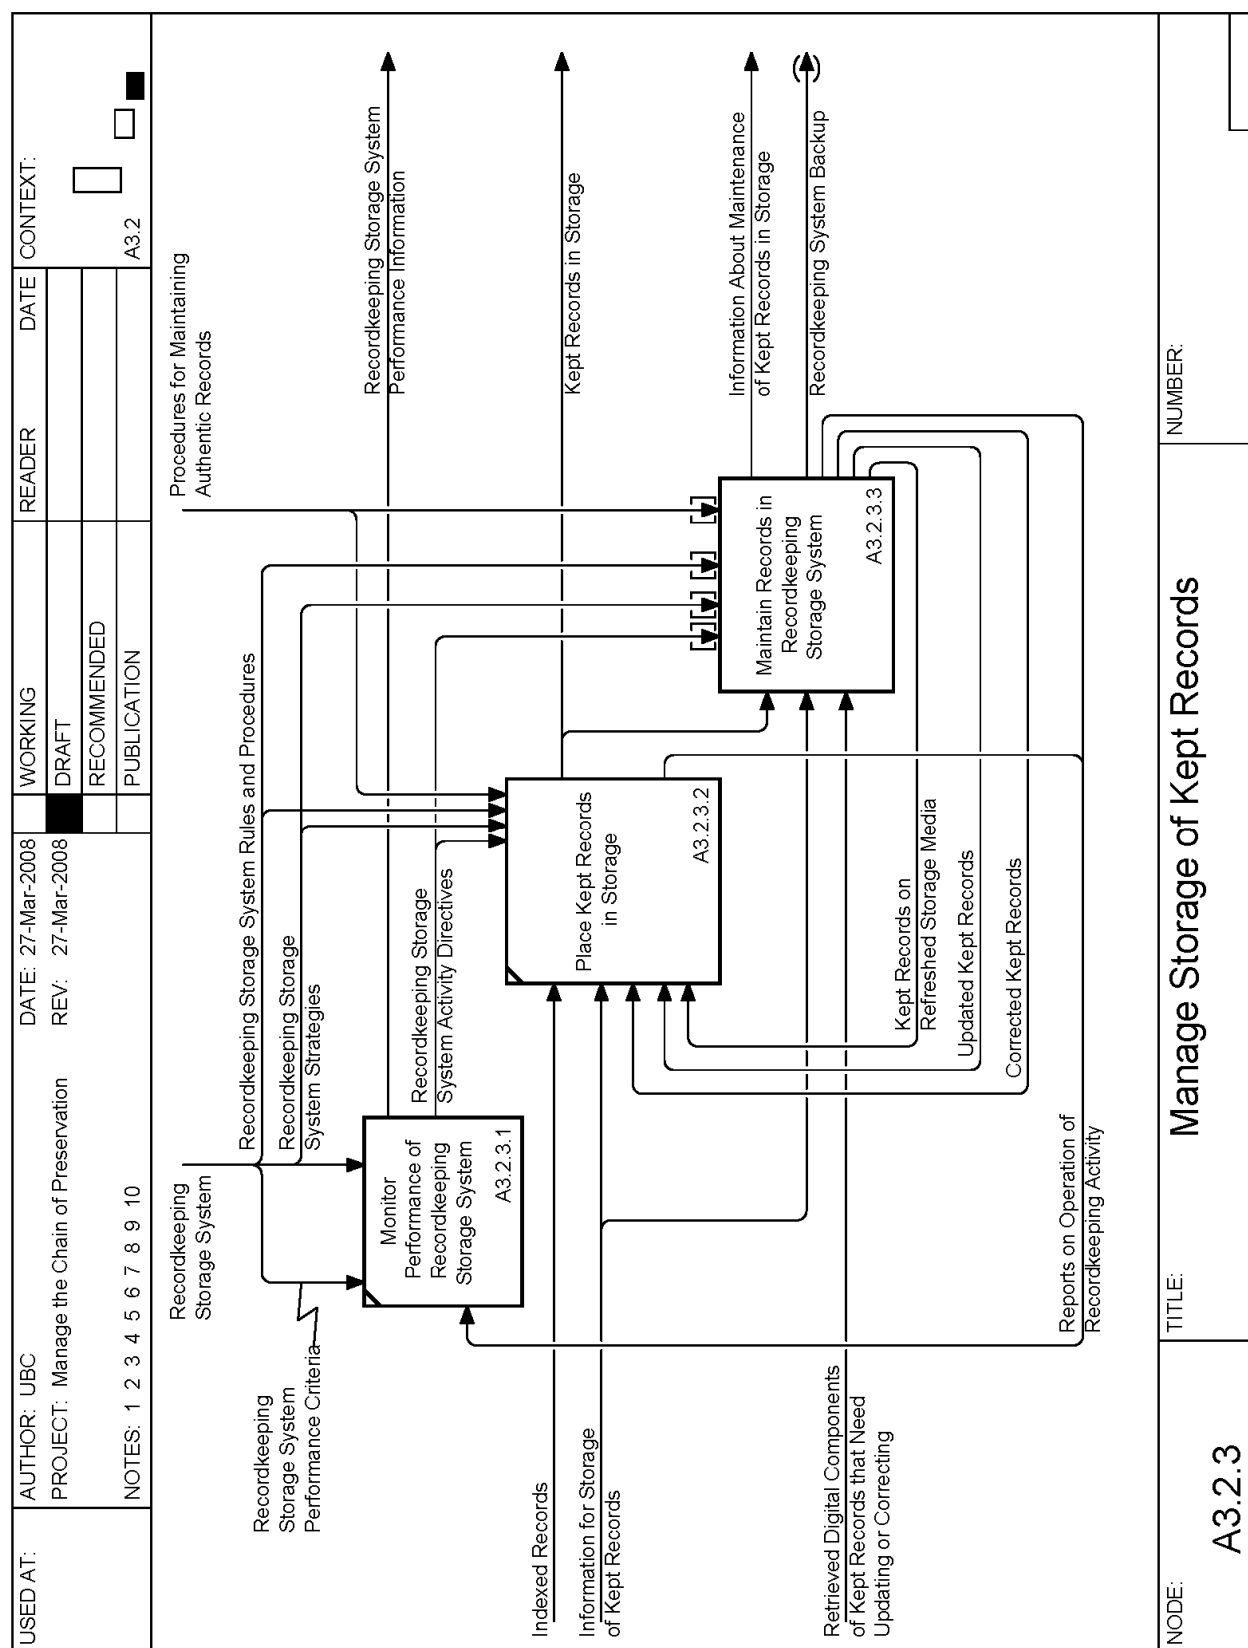 USED AT:
AUTHOR: UBC
PROJECT: Manage the Chain of Preservation
NOTES: 1 2 3 4 5 6 7 8 9 10
DATE: 27-Mar-2008
REV: 27-Mar-2008
WORKING
DRAFT
RECOMMENDED
PUBLICATION
READER
DATE
CONTEXT:
A3.2
Procedures for Maintaining
Authentic Records
Recordkeeping
Storage System
Recordkeeping Storage System Rules and Procedures
Recordkeeping Storage
System Strategies
Recordkeeping
Storage System
Performance Criteria
Recordkeeping Storage System
Performance Information
Monitor
Performance of
Recordkeeping
Storage System
A3.2.3.1
Recordkeeping Storage
System Activity Directives
Indexed Records
Information for Storage
of Kept Records
Place Kept Records
in Storage
A3.2.3.2
Kept Records in Storage
Maintain Records in
Recordkeeping
Storage System
A3.2.3.3
Information About Maintenance
of Kept Records in Storage
Recordkeeping System Backup
Retrieved Digital Components
of Kept Records that Need
Updating or Correcting
Kept Records on
Refreshed Storage Media
Updated Kept Records
Corrected Kept Records
Reports on Operation of
Recordkeeping Activity
NODE:
A3.2.3
TITLE:
Manage Storage of Kept Records
NUMBER: